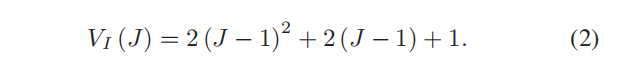 V_I (J) = 2 (J − 1)² + 2 (J − 1) + 1. (2)